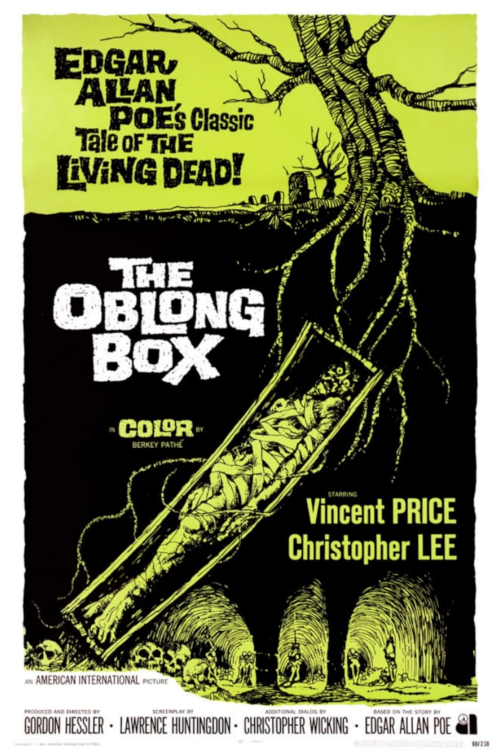 EDGAR
ALLAN
POE'S Classic
Tale of THE
LIVING DEAD!
THE
OBLONG
BOX
IN COLOR BY
BERKEY PATHE
STARRING
Vincent PRICE
Christopher LEE
AN AMERICAN INTERNATIONAL PICTURE
PRODUCED AND DIRECTED BY
GORDON HESSLER ·
SCREENPLAY BY
LAWRENCE HUNTINGDON ·
ADDITIONAL DIALOG BY
CHRISTOPHER WICKING ·
BASED ON THE STORY BY
EDGAR ALLAN POE